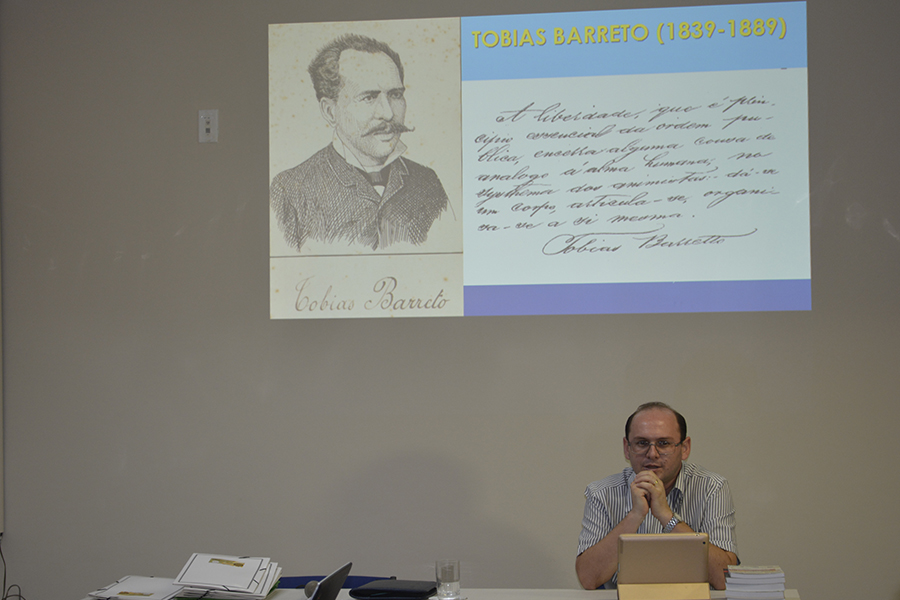 TOBIAS BARRETO (1839-1889)
A liberdade, que é prin-
cipio essencial da ordem pu-
blica, encerra alguma cousa de
analogo á alma humana, no
systhema dos animistas: - dá-se
um corpo, articula-se, organi-
sa-se a si mesma.
Tobias Barretto
Tobias Barreto